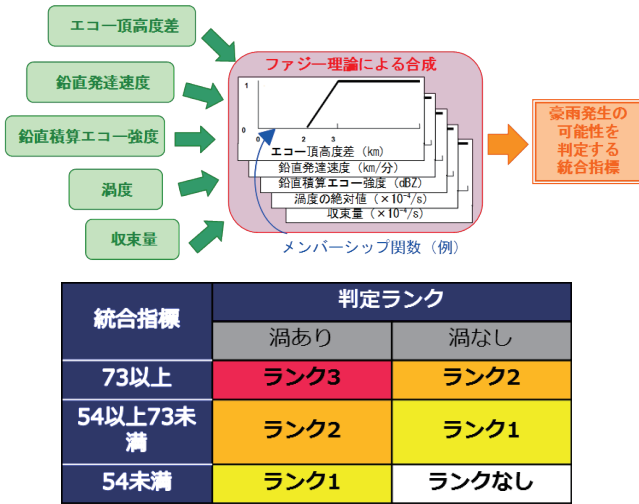 エコー頂高度差
鉛直発達速度
鉛直積算エコー強度
渦度
収束量
ファジー理論による合成
1
0
0
2
3
エコー頂高度差（km）
鉛直発達速度（km/分）
鉛直積算エコー強度（dBZ）
渦度の絶対値（×10⁻⁴/s）
収束量（×10⁻⁴/s）
メンバーシップ関数（例）
豪雨発生の
可能性を
判定する
統合指標
統合指標
判定ランク
渦あり
渦なし
73以上
ランク3
ランク2
54以上73未
満
ランク2
ランク1
54未満
ランク1
ランクなし